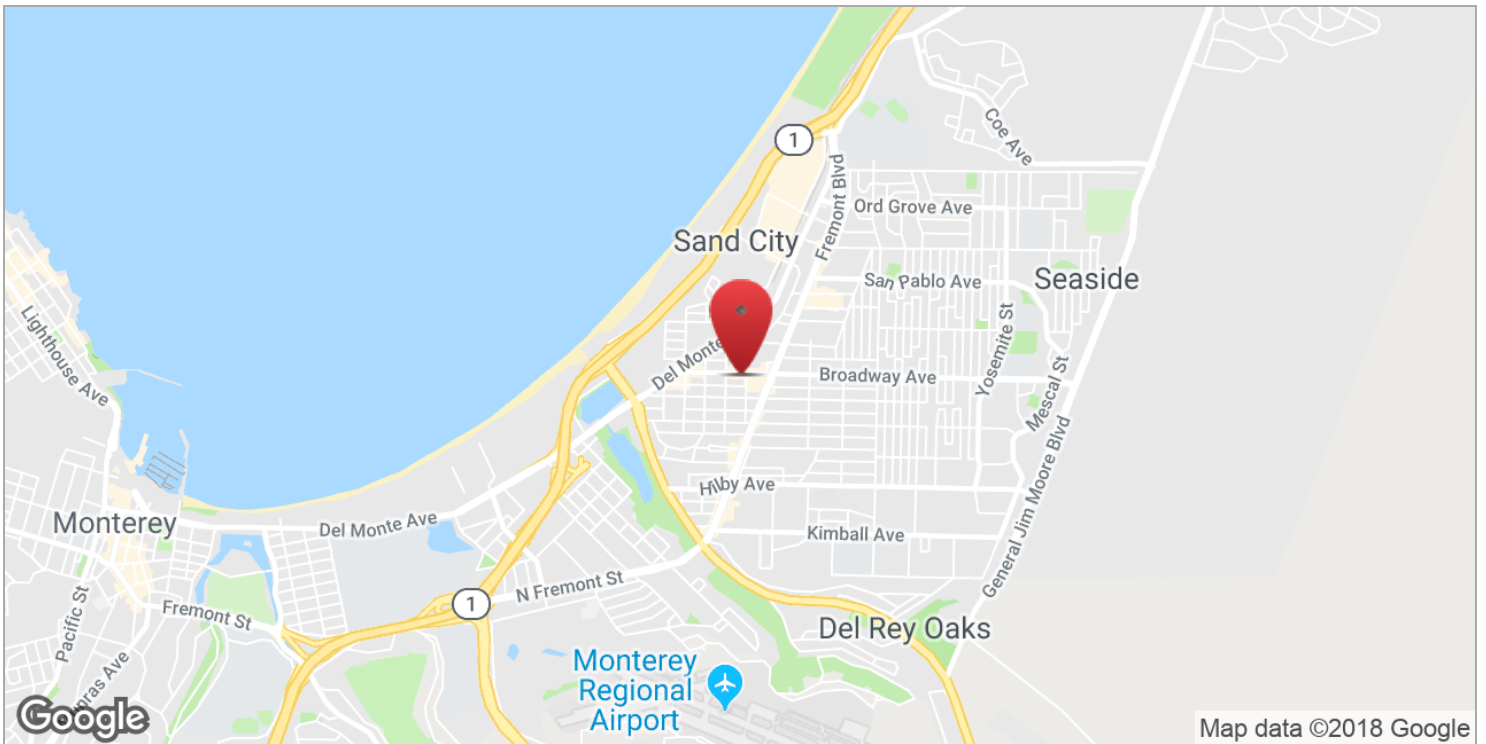 1
Coe Ave
Fremont Blvd
Ord Grove Ave
Sand City
San Pablo Ave
Seaside
Lighthouse Ave
Del Monte
Broadway Ave
Yosemite St
Mescal St
General Jim Moore Blvd
Hilby Ave
Monterey
Del Monte Ave
Kimball Ave
N Fremont St
1
Pacific St
Fremont St
Del Rey Oaks
Monterey
Regional
Airport
Google
Map data ©2018 Google